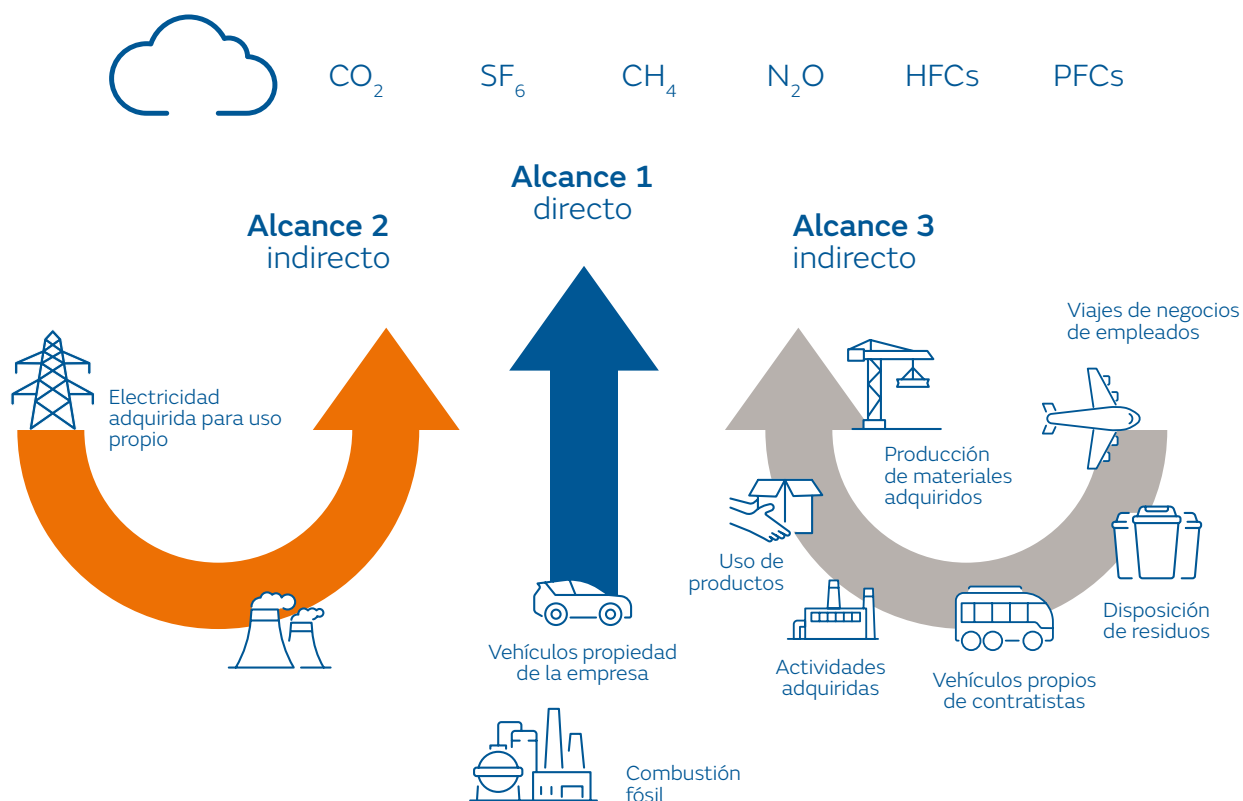 CO₂ SF₆ CH₄ N₂O HFCs PFCs
Alcance 1
directo
Alcance 2
indirecto
Alcance 3
indirecto
Electricidad
adquirida para uso
propio
Vehículos propiedad
de la empresa
Combustión
fósil
Viajes de negocios
de empleados
Producción
de materiales
adquiridos
Uso de
productos
Actividades
adquiridas
Vehículos propios
de contratistas
Disposición
de residuos